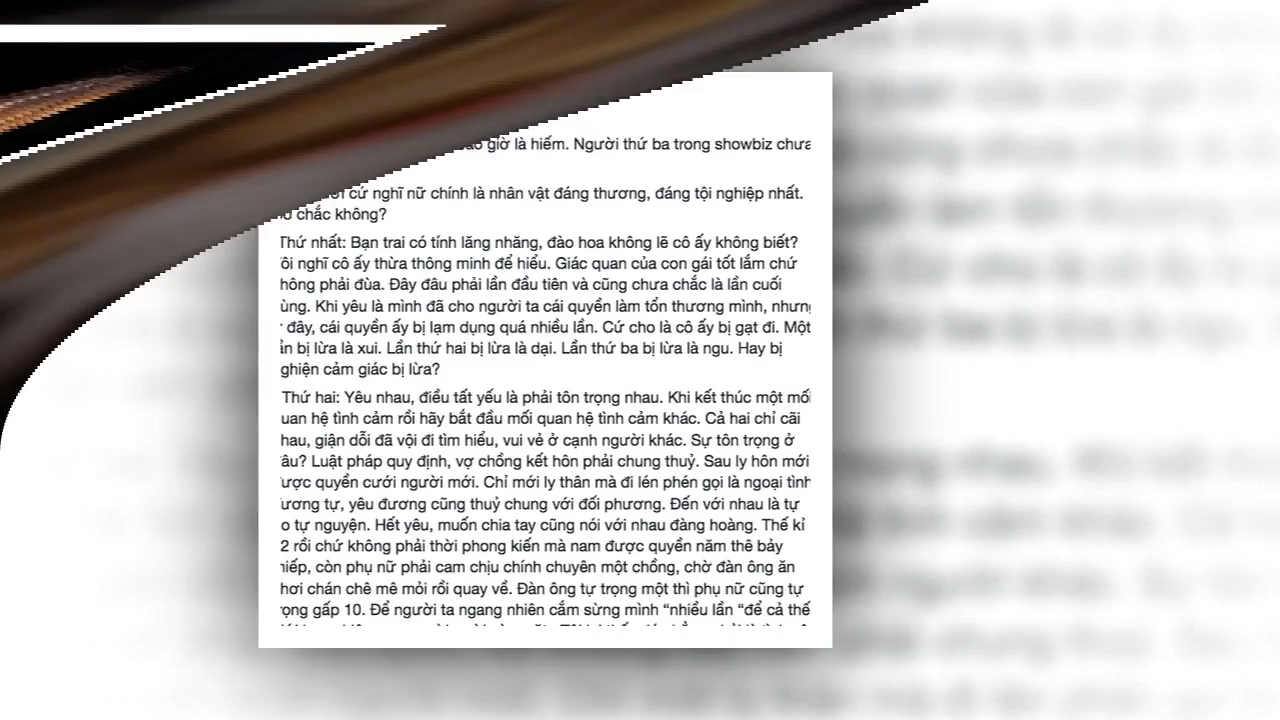 giờ là hiếm. Người thứ ba trong showbiz chưa
cứ nghĩ nữ chính là nhân vật đáng thương, đáng tội nghiệp nhất.
chắc không?
Thứ nhất: Bạn trai có tính lăng nhăng, đào hoa không lẽ cô ấy không biết?
ôi nghĩ cô ấy thừa thông minh để hiểu. Giác quan của con gái tốt lắm chứ
hông phải đùa. Đây đâu phải lần đầu tiên và cũng chưa chắc là lần cuối
ùng. Khi yêu là mình đã cho người ta cái quyền làm tổn thương mình, nhưng
đây, cái quyền ấy bị lạm dụng quá nhiều lần. Cứ cho là cô ấy bị gạt đi. Một
ần bị lừa là xui. Lần thứ hai bị lừa là dại. Lần thứ ba bị lừa là ngu. Hay bị
ghiện cảm giác bị lừa?
Thứ hai: Yêu nhau, điều tất yếu là phải tôn trọng nhau. Khi kết thúc một mối
uan hệ tình cảm rồi hãy bắt đầu mối quan hệ tình cảm khác. Cả hai chỉ cãi
hau, giận dỗi đã vội đi tìm hiểu, vui vẻ ở cạnh người khác. Sự tôn trọng ở
âu? Luật pháp quy định, vợ chồng kết hôn phải chung thuỷ. Sau ly hôn mới
ược quyền cưới người mới. Chỉ mới ly thân mà đi lén phén gọi là ngoại tình
ương tự, yêu đương cũng thuỷ chung với đối phương. Đến với nhau là tự
o tự nguyện. Hết yêu, muốn chia tay cũng nói với nhau đàng hoàng. Thế kỉ
2 rồi chứ không phải thời phong kiến mà nam được quyền năm thê bảy
hiếp, còn phụ nữ phải cam chịu chính chuyên một chồng, chờ đàn ông ăn
hơi chán chê mê mỏi rồi quay về. Đàn ông tự trọng một thì phụ nữ cũng tự
rọng gấp 10. Để người ta ngang nhiên cắm sừng mình “nhiều lần “để cả thế